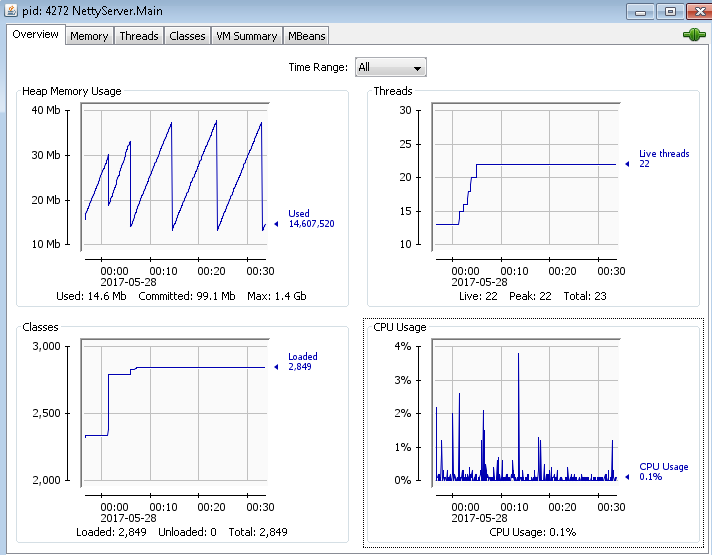 pid: 4272 NettyServer.Main
Overview Memory Threads Classes VM Summary MBeans
Time Range: All
Heap Memory Usage
40 Mb
30 Mb
20 Mb
10 Mb
Used
14,607,520
00:00 00:10 00:20 00:30
2017-05-28
Used: 14.6 Mb Committed: 99.1 Mb Max: 1.4 Gb
Threads
30
25
20
15
10
Live threads
22
00:00 00:10 00:20 00:30
2017-05-28
Live: 22 Peak: 22 Total: 23
Classes
3,000
2,500
2,000
Loaded
2,849
00:00 00:10 00:20 00:30
2017-05-28
Loaded: 2,849 Unloaded: 0 Total: 2,849
CPU Usage
4%
3%
2%
1%
0%
CPU Usage
0.1%
00:00 00:10 00:20 00:30
2017-05-28
CPU Usage: 0.1%